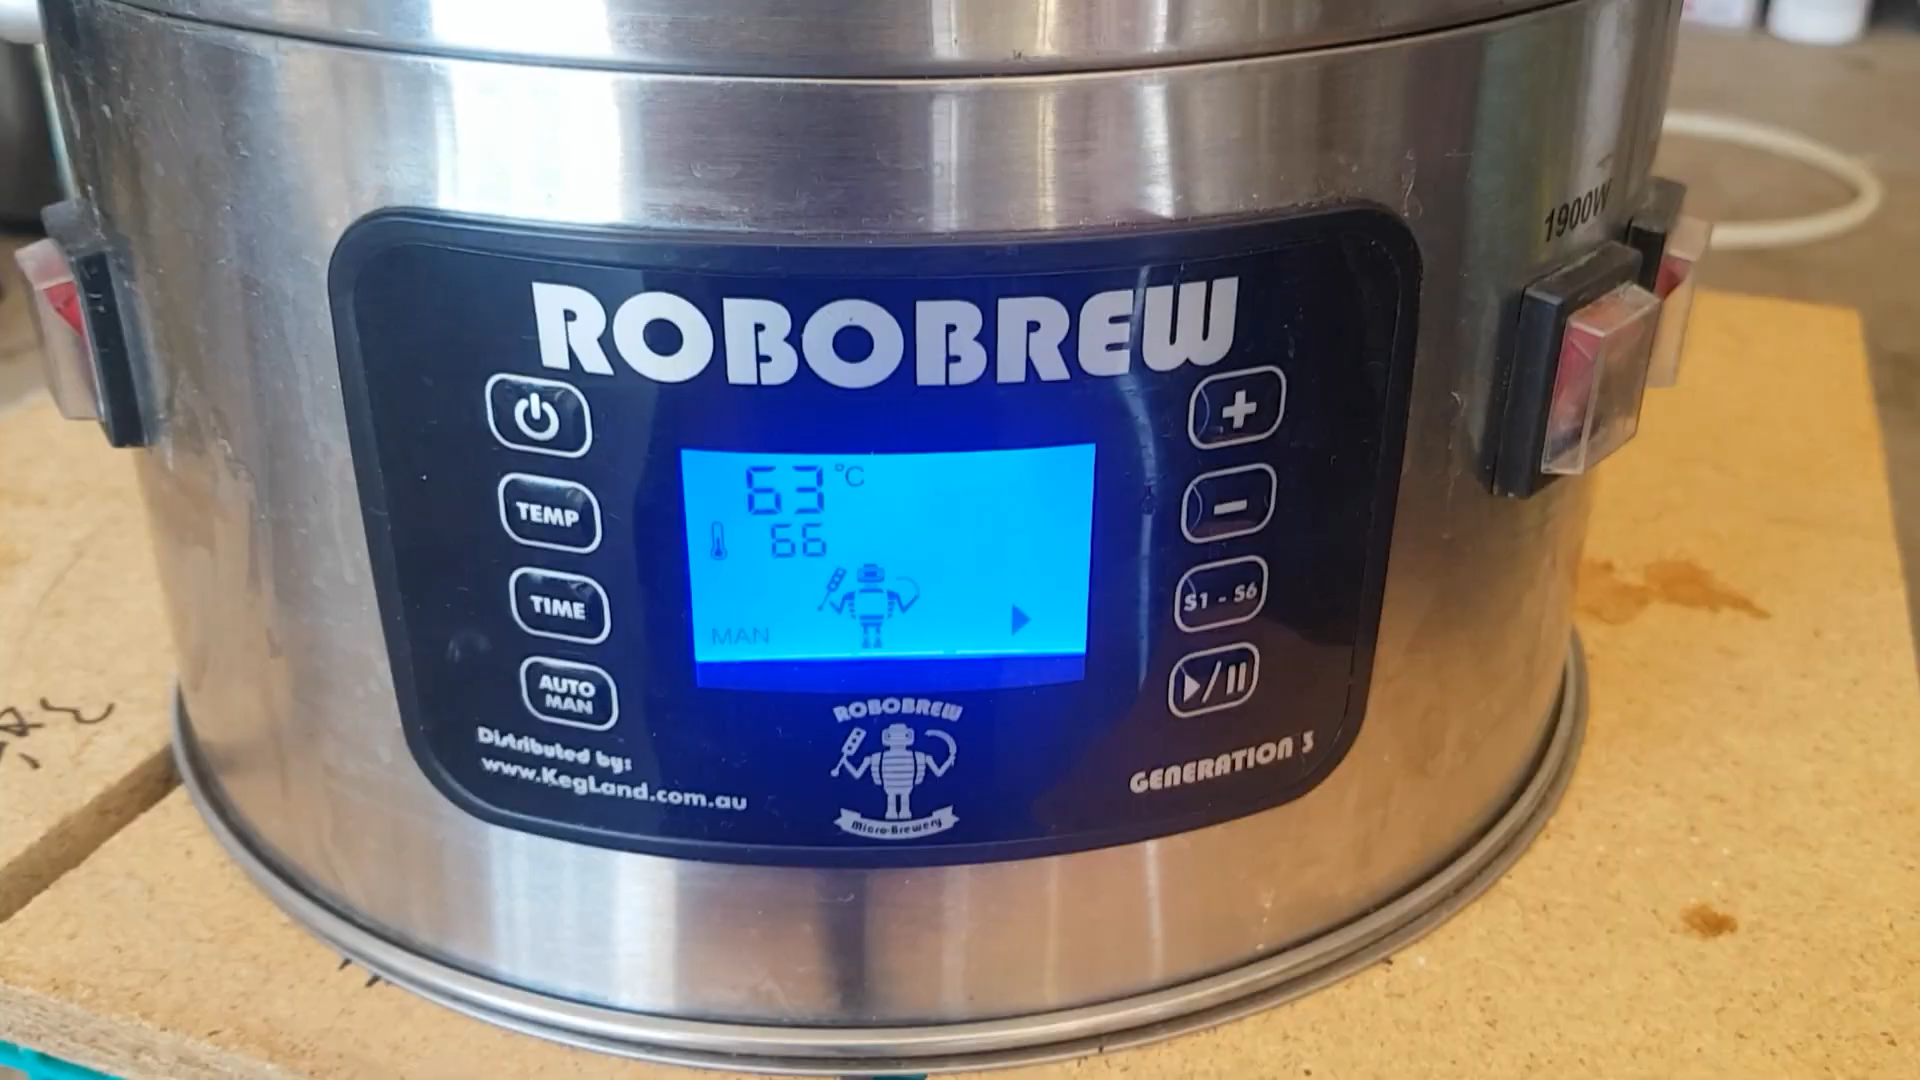 1900W
ROBOBREW
63 °C
66
MAN
TEMP
TIME
AUTO
MAN
+
-
S1 - S6
Distributed by:
www.KegLand.com.au
ROBOBREW
Micro-Brewery
GENERATION 3